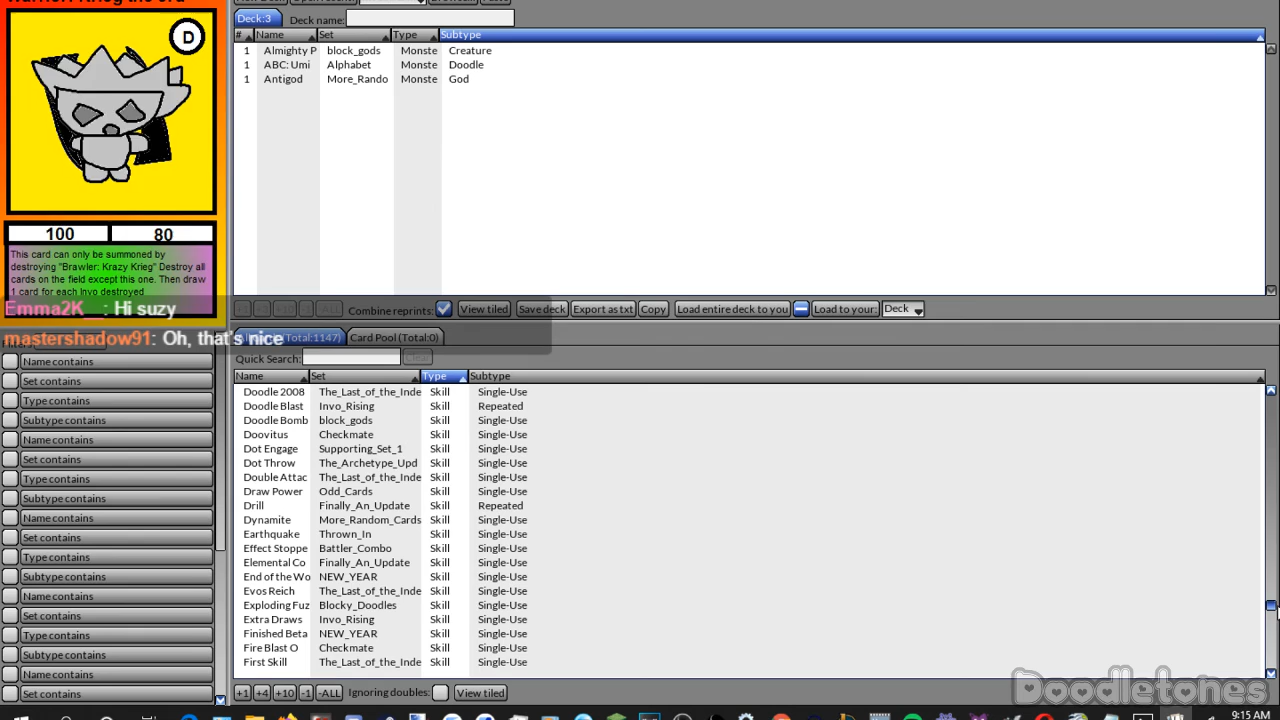 D
100 80
This card can only be summoned by
destroying "Brawler: Krazy Krieg" Destroy all
cards on the field except this one. Then draw
1 card for each Invo destroyed
Emma2K : Hi suzy
mastershadow91: Oh, that's nice
Name contains
Set contains
Type contains
Subtype contains
Name contains
Set contains
Type contains
Subtype contains
Name contains
Set contains
Type contains
Subtype contains
Name contains
Set contains
Type contains
Subtype contains
Name contains
Set contains
Deck:3 Deck name:
# Name Set Type Subtype
1 Almighty P block_gods Monste Creature
1 ABC: Umi Alphabet Monste Doodle
1 Antigod More_Rando Monste God
+1 +4 +10 -1 -ALL Combine reprints: View tiled Save deck Export as txt Copy Load entire deck to you Load to your: Deck
(Total:1147) Card Pool (Total:0)
Quick Search: Clear
Name Set Type Subtype
Doodle 2008 The_Last_of_the_Inde Skill Single-Use
Doodle Blast Invo_Rising Skill Repeated
Doodle Bomb block_gods Skill Single-Use
Doovitus Checkmate Skill Single-Use
Dot Engage Supporting_Set_1 Skill Single-Use
Dot Throw The_Archetype_Upd Skill Single-Use
Double Attac The_Last_of_the_Inde Skill Single-Use
Draw Power Odd_Cards Skill Single-Use
Drill Finally_An_Update Skill Repeated
Dynamite More_Random_Cards Skill Single-Use
Earthquake Thrown_In Skill Single-Use
Effect Stoppe Battler_Combo Skill Single-Use
Elemental Co Finally_An_Update Skill Single-Use
End of the Wo NEW_YEAR Skill Single-Use
Evos Reich The_Last_of_the_Inde Skill Single-Use
Exploding Fuz Blocky_Doodles Skill Single-Use
Extra Draws Invo_Rising Skill Single-Use
Finished Beta NEW_YEAR Skill Single-Use
Fire Blast O Checkmate Skill Single-Use
First Skill The_Last_of_the_Inde Skill Single-Use
+1 +4 +10 -1 -ALL Ignoring doubles: View tiled
Doodletones
9:15 AM